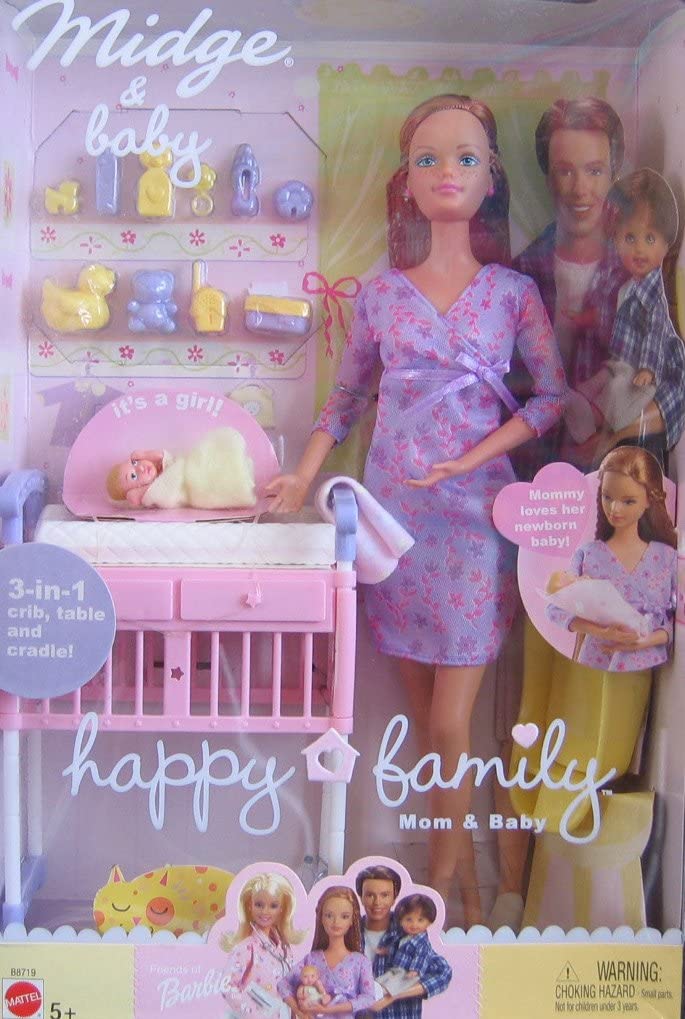 Midge®
&
baby
it's a girl!
Mommy
loves her
newborn
baby!
3-in-1
crib, table
and
cradle!
happy family™
Mom & Baby
Friends of
Barbie
B8719
MATTEL
5+
WARNING:
CHOKING HAZARD - Small parts.
Not for children under 3 years.